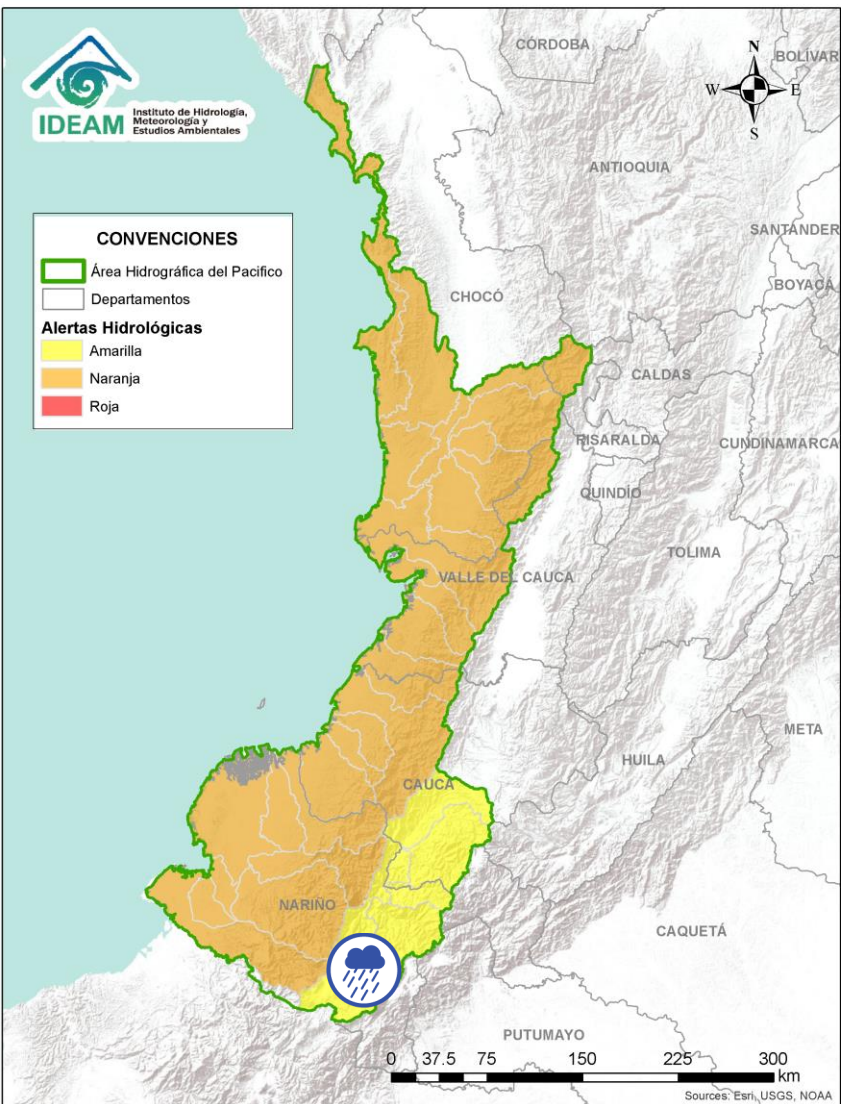 IDEAM
Instituto de Hidrología,
Meteorología y
Estudios Ambientales
CÓRDOBA
BOLÍVAR
N
W
E
S
ANTIOQUIA
SANTANDER
BOYACÁ
CONVENCIONES
Área Hidrográfica del Pacifico
Departamentos
Alertas Hidrológicas
Amarilla
Naranja
Roja
CHOCÓ
CALDAS
RISARALDA
CUNDINAMARCA
QUINDÍO
TOLIMA
VALLE DEL CAUCA
META
HUILA
CAUCA
NARIÑO
CAQUETÁ
PUTUMAYO
0 37.5 75 150 225 300
km
Sources: Esri, USGS, NOAA